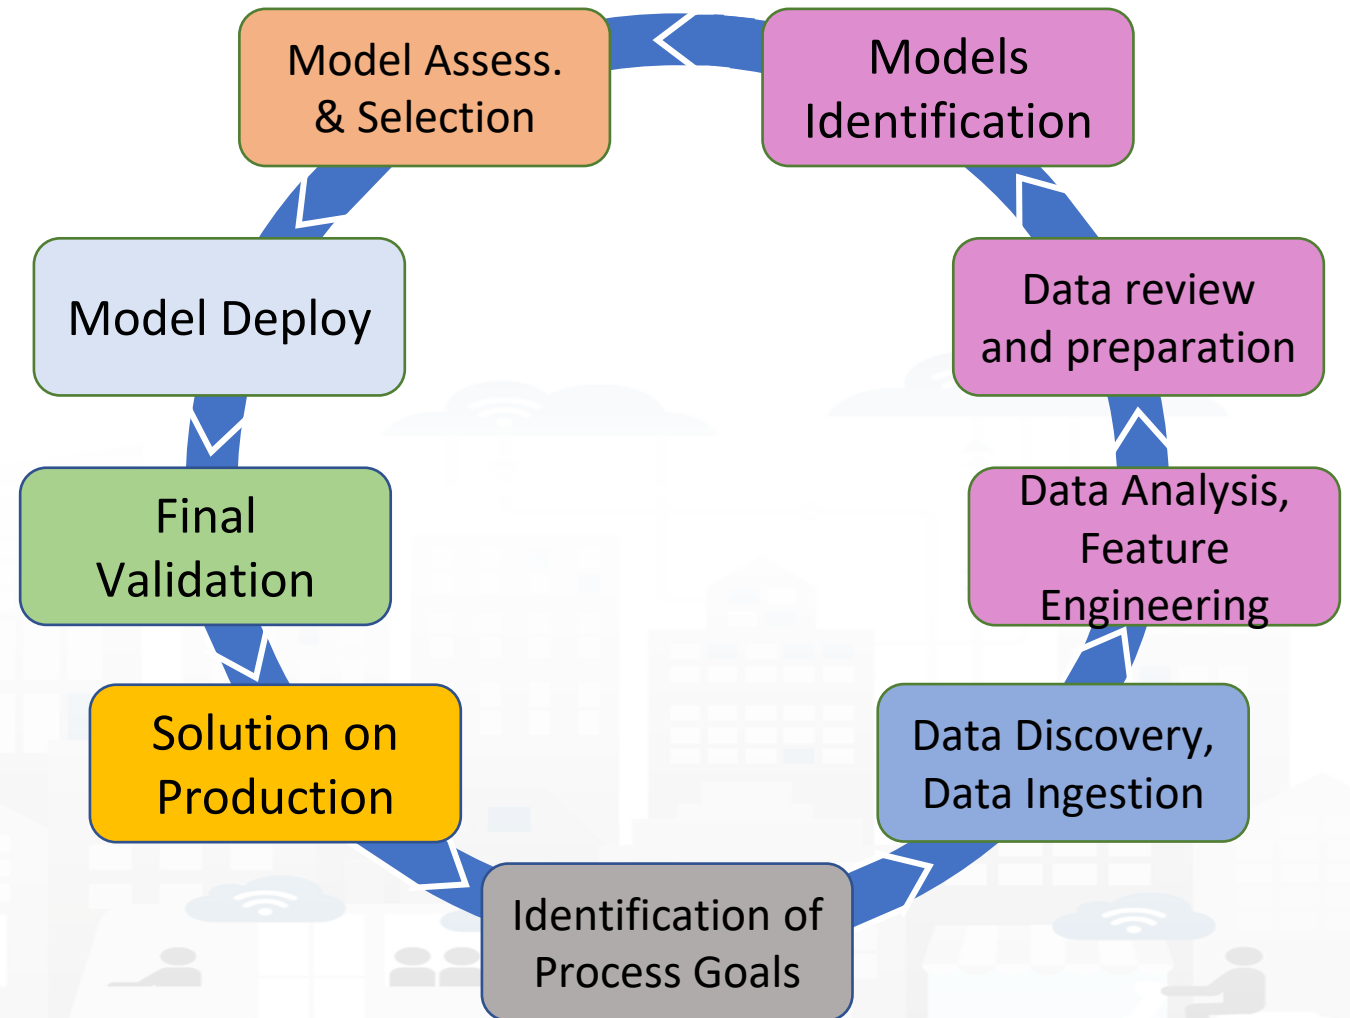 Model Assess.
& Selection
Models
Identification
Model Deploy
Data review
and preparation
Final
Validation
Data Analysis,
Feature
Engineering
Solution on
Production
Data Discovery,
Data Ingestion
Identification of
Process Goals